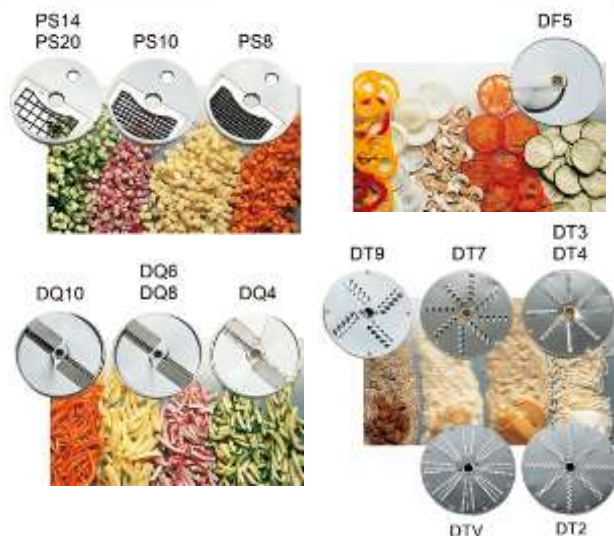 PS14
PS20
PS10
PS8
DF5
DQ10
DQ6
DQ8
DQ4
DT9
DT7
DT3
DT4
DTV
DT2